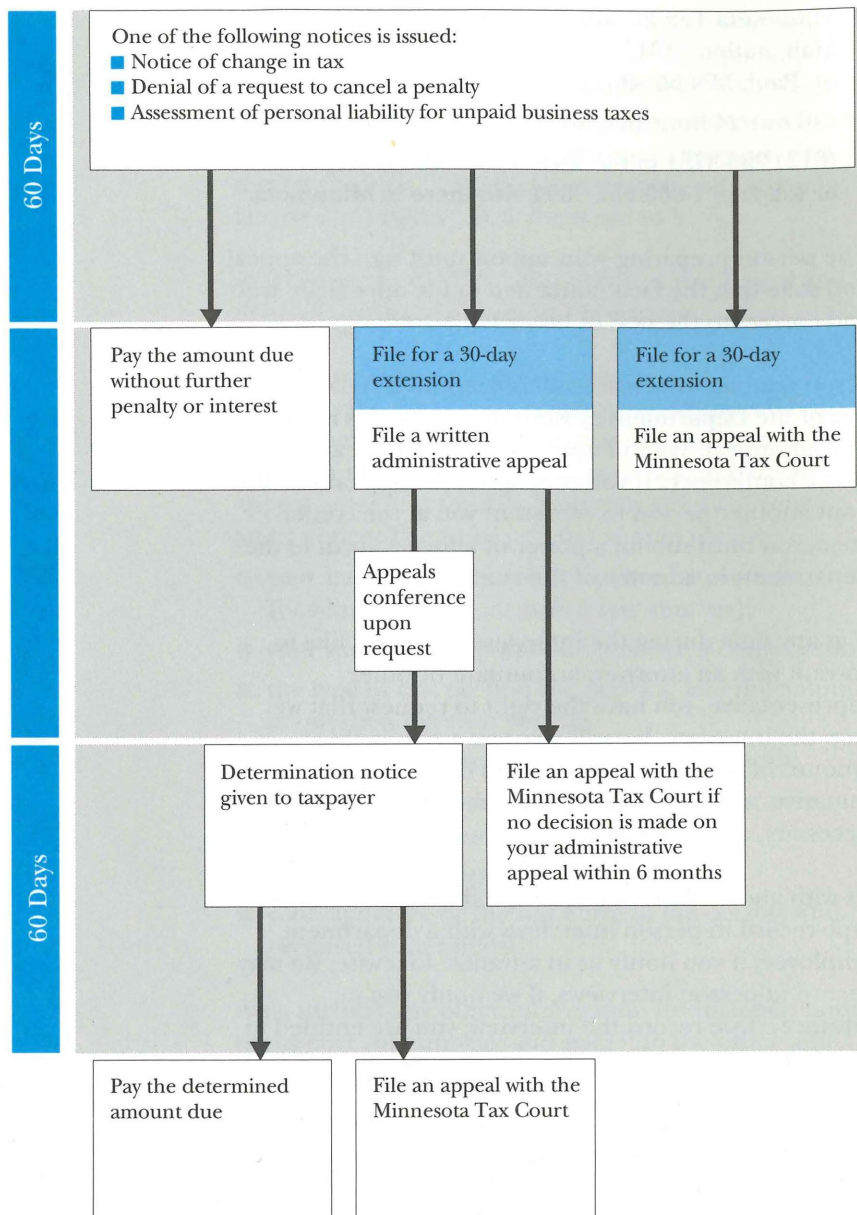 60 Days
One of the following notices is issued:
■ Notice of change in tax
■ Denial of a request to cancel a penalty
■ Assessment of personal liability for unpaid business taxes
Pay the amount due
without further
penalty or interest
File for a 30-day
extension
File a written
administrative appeal
File for a 30-day
extension
File an appeal with the
Minnesota Tax Court
Appeals
conference
upon
request
60 Days
Determination notice
given to taxpayer
File an appeal with the
Minnesota Tax Court if
no decision is made on
your administrative
appeal within 6 months
Pay the determined
amount due
File an appeal with the
Minnesota Tax Court